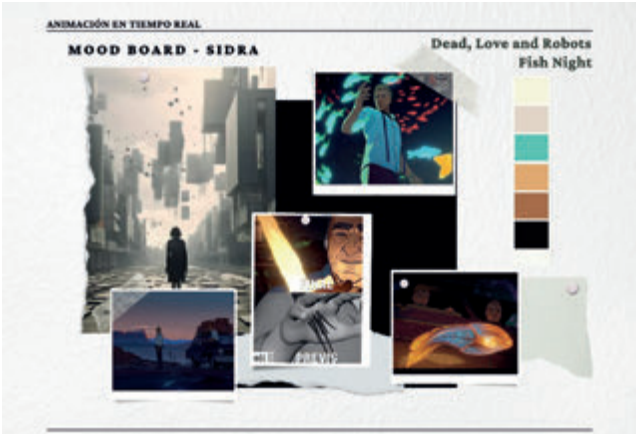 ANIMACIÓN EN TIEMPO REAL
MOOD BOARD - SIDRA
Dead, Love and Robots
Fish Night
PREVIS